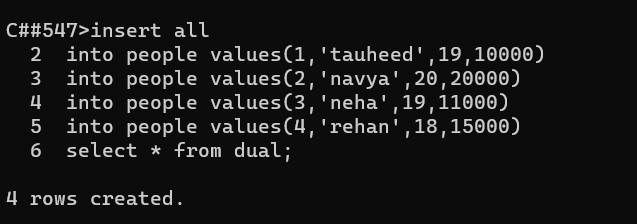 C##547>insert all
  2  into people values(1,'tauheed',19,10000)
  3  into people values(2,'navya',20,20000)
  4  into people values(3,'neha',19,11000)
  5  into people values(4,'rehan',18,15000)
  6  select * from dual;
4 rows created.